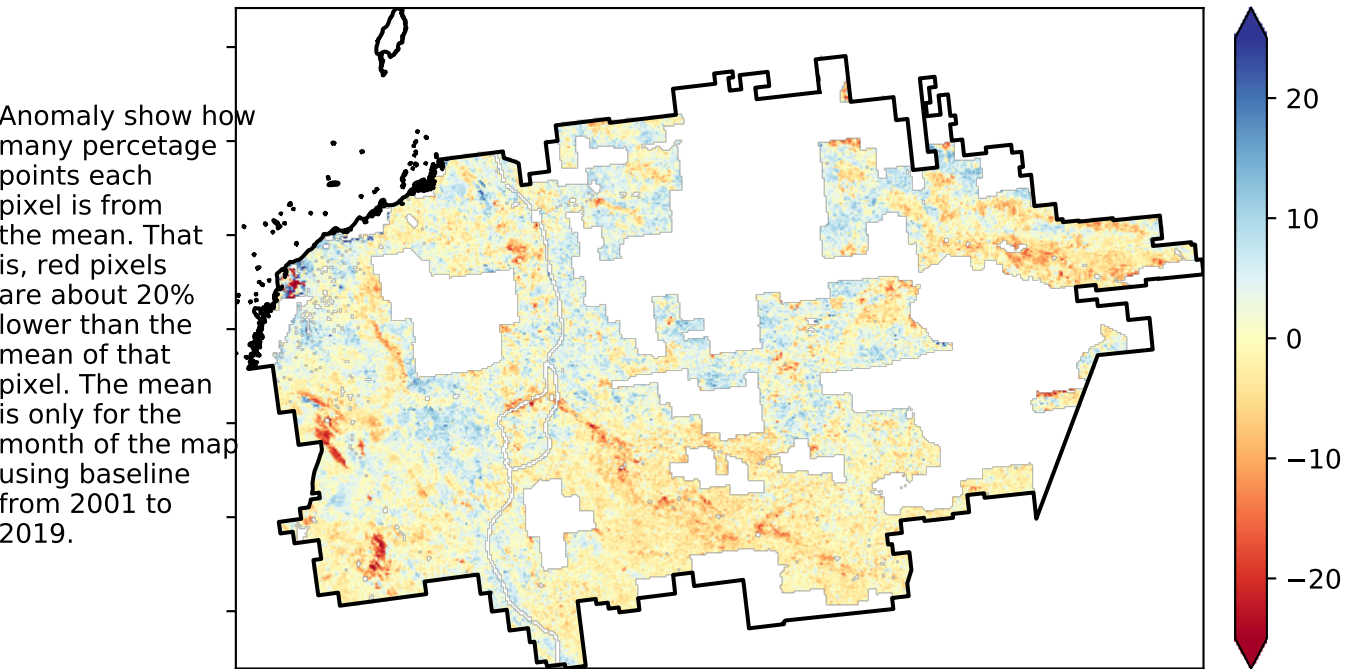 Anomaly show how
many percetage
points each
pixel is from
the mean. That
is, red pixels
are about 20%
lower than the
mean of that
pixel. The mean
is only for the
month of the map
using baseline
from 2001 to
2019.
20
10
0
−10
−20